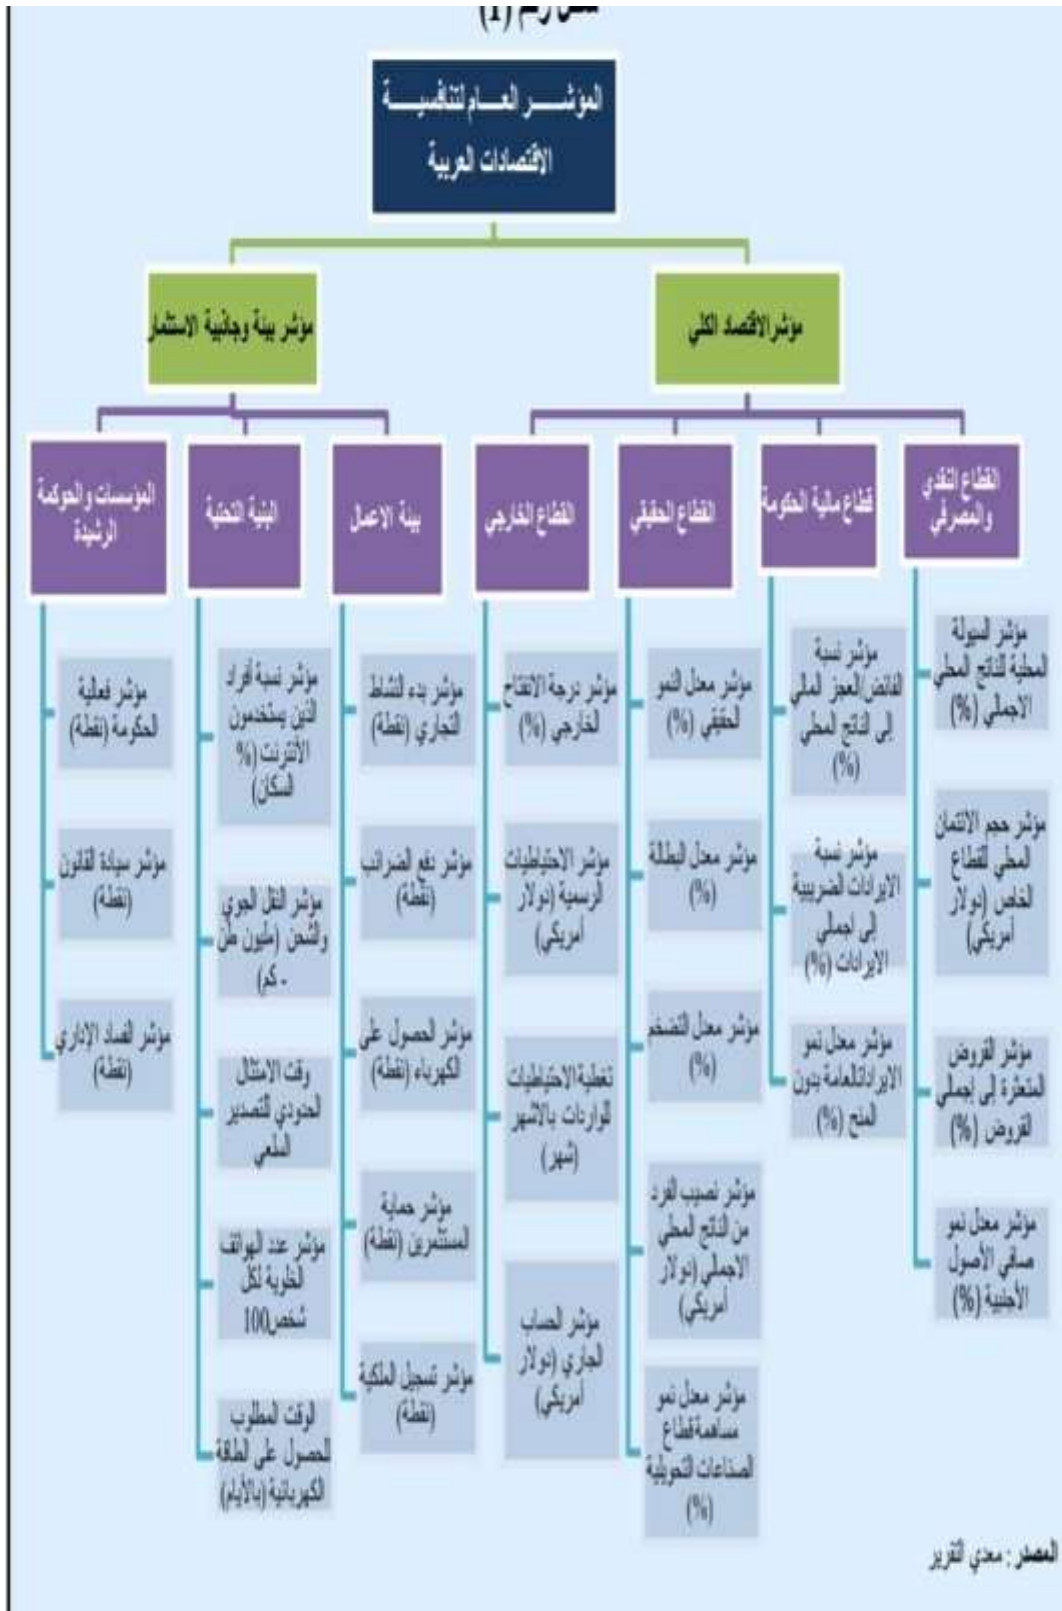 شكل رقم (1)
المؤشـــــر العـــام لتنافسيـــــة
الاقتصادات العربية
مؤشر الاقتصاد الكلي
مؤشر بيئة وجاذبية الاستثمار
القطاع النقدي
والمصرفي
قطاع مالية الحكومة
القطاع الحقيقي
القطاع الخارجي
بيئة الاعمال
البنية التحتية
المؤسسات والحوكمة
الرشيدة
مؤشر السيولة
المحلية للناتج المحلي
الاجمالي (%)
مؤشر حجم الائتمان
المحلي للقطاع
الخاص (دولار
أمريكي)
مؤشر القروض
المتعثرة إلى إجمالي
القروض (%)
مؤشر معدل نمو
صافي الأصول
الأجنبية (%)
مؤشر نسبة
الفائض/العجز المالي
إلى الناتج المحلي
(%)
مؤشر نسبة
الايرادات الضريبية
إلى اجمالي
الايرادات (%)
مؤشر معدل نمو
الايراداتالعامة بدون
المنح (%)
مؤشر معدل النمو
الحقيقي (%)
مؤشر معدل البطالة
(%)
مؤشر معدل التضخم
(%)
مؤشر نصيب الفرد
من الناتج المحلي
الاجمالي (دولار
أمريكي)
مؤشر معدل نمو
مساهمة قطاع
الصناعات التحويلية
(%)
مؤشر درجة الانفتاح
الخارجي (%)
مؤشر الاحتياطيات
الرسمية (دولار
أمريكي)
تغطية الاحتياطيات
للواردات بالاشهر
(شهر)
مؤشر الحساب
الجاري (دولار
أمريكي)
مؤشر بدء النشاط
التجاري (نقطة)
مؤشر دفع الضرائب
(نقطة)
مؤشر الحصول على
الكهرباء (نقطة)
مؤشر حماية
المستثمرين (نقطة)
مؤشر تسجيل الملكية
(نقطة)
مؤشر نسبة أفراد
الذين يستخدمون
الأنترنت (%
السكان)
مؤشر النقل الجوي
والشحن (مليون طن
- كم)
وقت الامتثال
الحدودي للتصدير
السلعي
مؤشر عدد الهواتف
الخلوية لكل
شخص100
الوقت المطلوب
للحصول على الطاقة
الكهربائية (بالأيام)
مؤشر فعالية
الحكومة (نقطة)
مؤشر سيادة القانون
(نقطة)
مؤشر الفساد الإداري
(نقطة)
المصدر : معدي التقرير